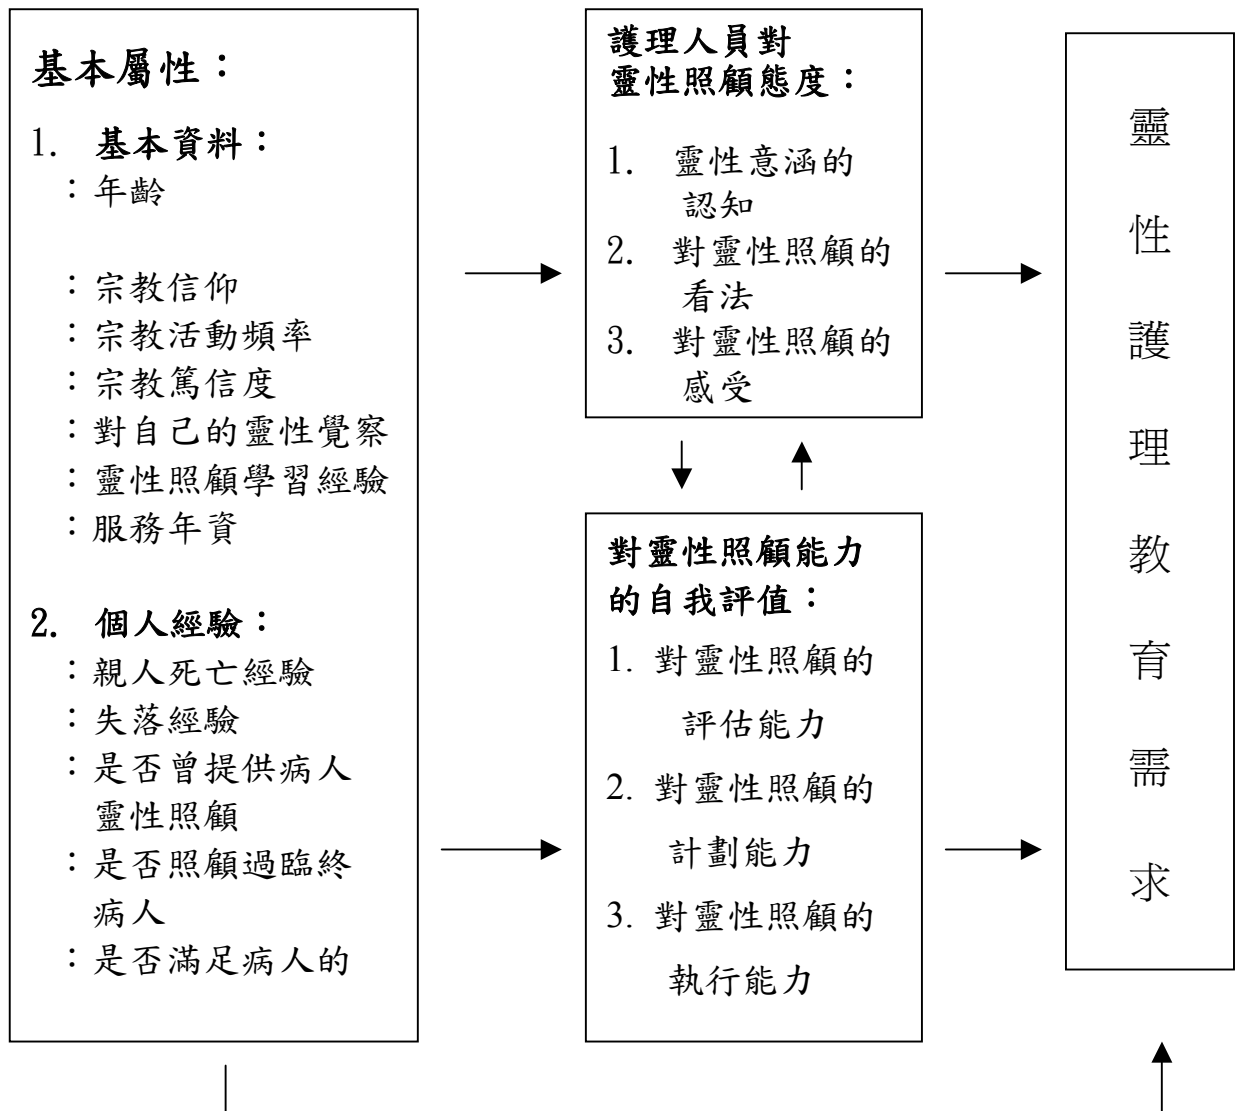 基本屬性：
1. 基本資料：
：年齡
：宗教信仰
：宗教活動頻率
：宗教篤信度
：對自己的靈性覺察
：靈性照顧學習經驗
：服務年資
2. 個人經驗：
：親人死亡經驗
：失落經驗
：是否曾提供病人
靈性照顧
：是否照顧過臨終
病人
：是否滿足病人的
護理人員對
靈性照顧態度：
1. 靈性意涵的
認知
2. 對靈性照顧的
看法
3. 對靈性照顧的
感受
對靈性照顧能力
的自我評值：
1. 對靈性照顧的
評估能力
2. 對靈性照顧的
計劃能力
3. 對靈性照顧的
執行能力
靈性護理教育需求